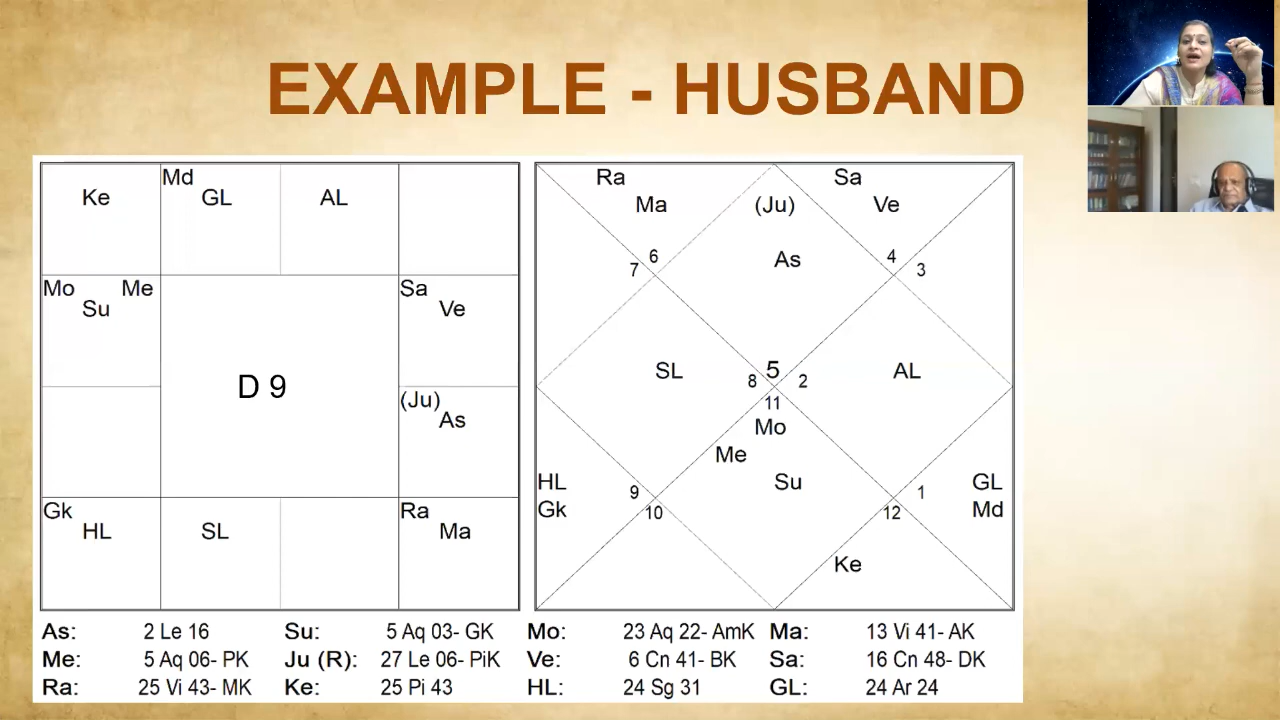 EXAMPLE - HUSBAND
Ke
Md
GL
AL
Mo Me
Su
Sa
Ve
D 9
(Ju)
As
Gk
HL
SL
Ra
Ma
Ra
Ma
(Ju)
Sa
Ve
As
6
7
4
3
SL
5
8
2
AL
11
Mo
Me
Su
HL
Gk
9
10
1
12
GL
Md
Ke
As: 2 Le 16 Su: 5 Aq 03- GK Mo: 23 Aq 22- AmK Ma: 13 Vi 41- AK
Me: 5 Aq 06- PK Ju (R): 27 Le 06- PiK Ve: 6 Cn 41- BK Sa: 16 Cn 48- DK
Ra: 25 Vi 43- MK Ke: 25 Pi 43 HL: 24 Sg 31 GL: 24 Ar 24